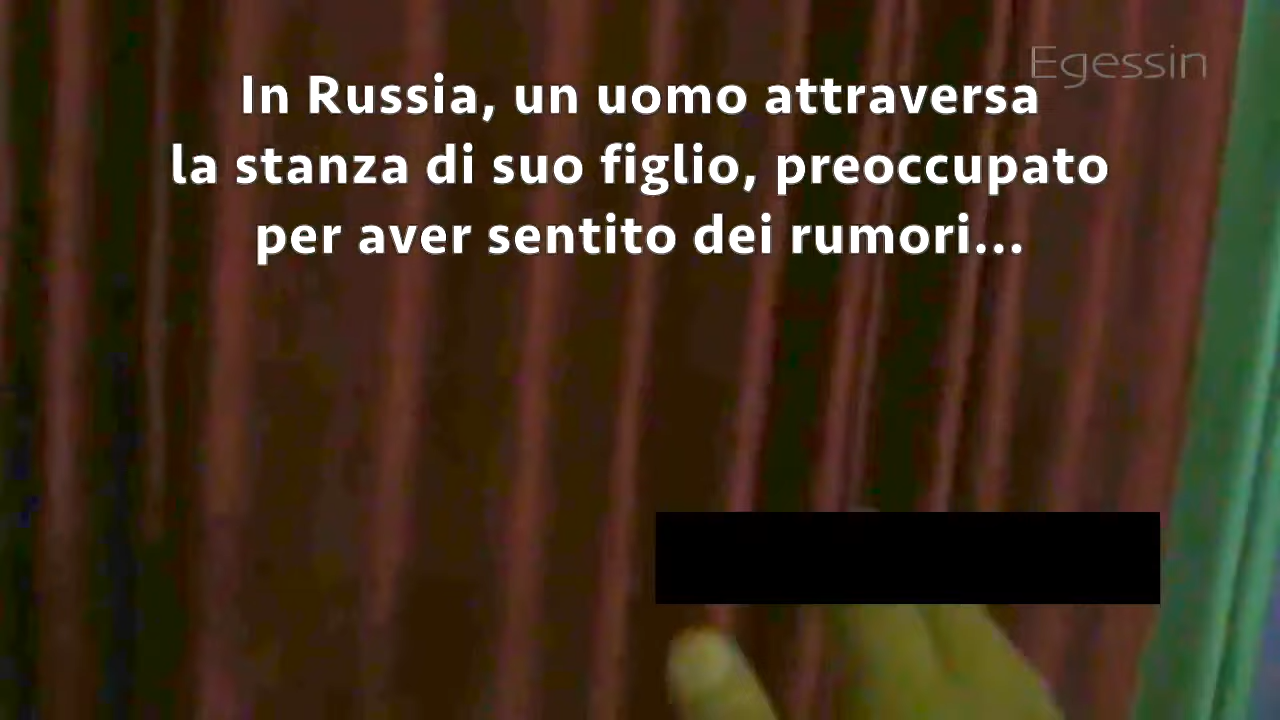 Egessin
In Russia, un uomo attraversa
la stanza di suo figlio, preoccupato
per aver sentito dei rumori...